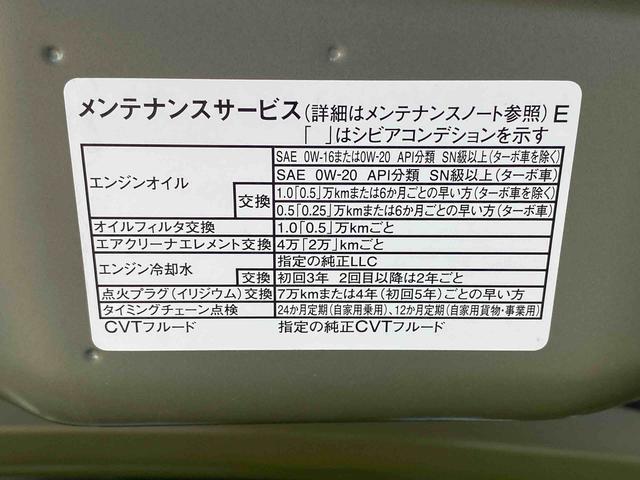 メンテナンスサービス(詳細はメンテナンスノート参照) E
「 」はシビアコンデションを示す
エンジンオイル
SAE 0W-16または0W-20 API分類 SN級以上(ターボ車を除く)
SAE 0W-20 API分類 SN級以上(ターボ車)
交換
1.0「0.5」万kmまたは6か月ごとの早い方(ターボ車を除く)
0.5「0.25」万kmまたは6か月ごとの早い方(ターボ車)
オイルフィルタ交換 1.0「0.5」万kmごと
エアクリーナエレメント交換 4万「2万」kmごと
エンジン冷却水 指定の純正LLC
交換 初回3年 2回目以降は2年ごと
点火プラグ(イリジウム)交換 7万kmまたは4年(初回5年)ごとの早い方
タイミングチェーン点検 24か月定期(自家用乗用)、12か月定期(自家用貨物・事業用)
CVTフルード 指定の純正CVTフルード